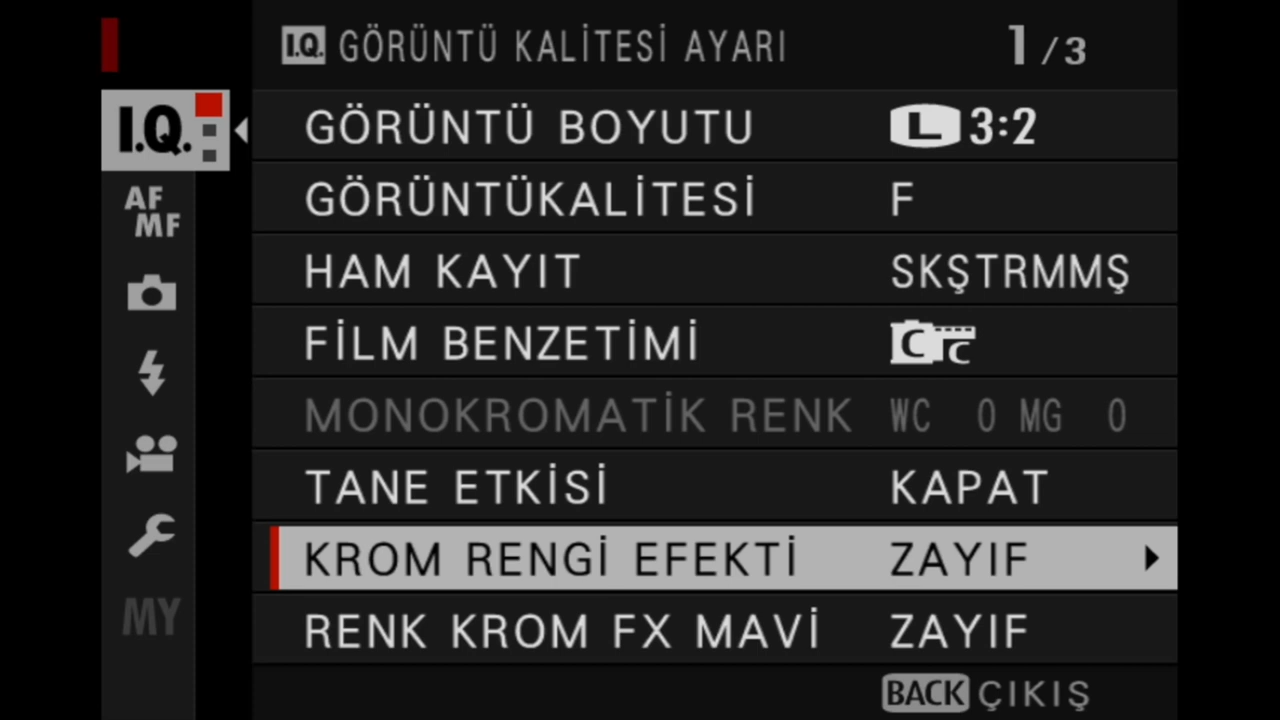 I.Q. GÖRÜNTÜ KALİTESİ AYARI 1/3
I.Q.
GÖRÜNTÜ BOYUTU L 3:2
GÖRÜNTÜKALİTESİ F
AF
MF
HAM KAYIT SKŞTRMMŞ
FİLM BENZETİMİ C C
MONOKROMATİK RENK WC 0 MG 0
TANE ETKİSİ KAPAT
KROM RENGİ EFEKTİ ZAYIF
MY
RENK KROM FX MAVİ ZAYIF
BACK ÇIKIŞ